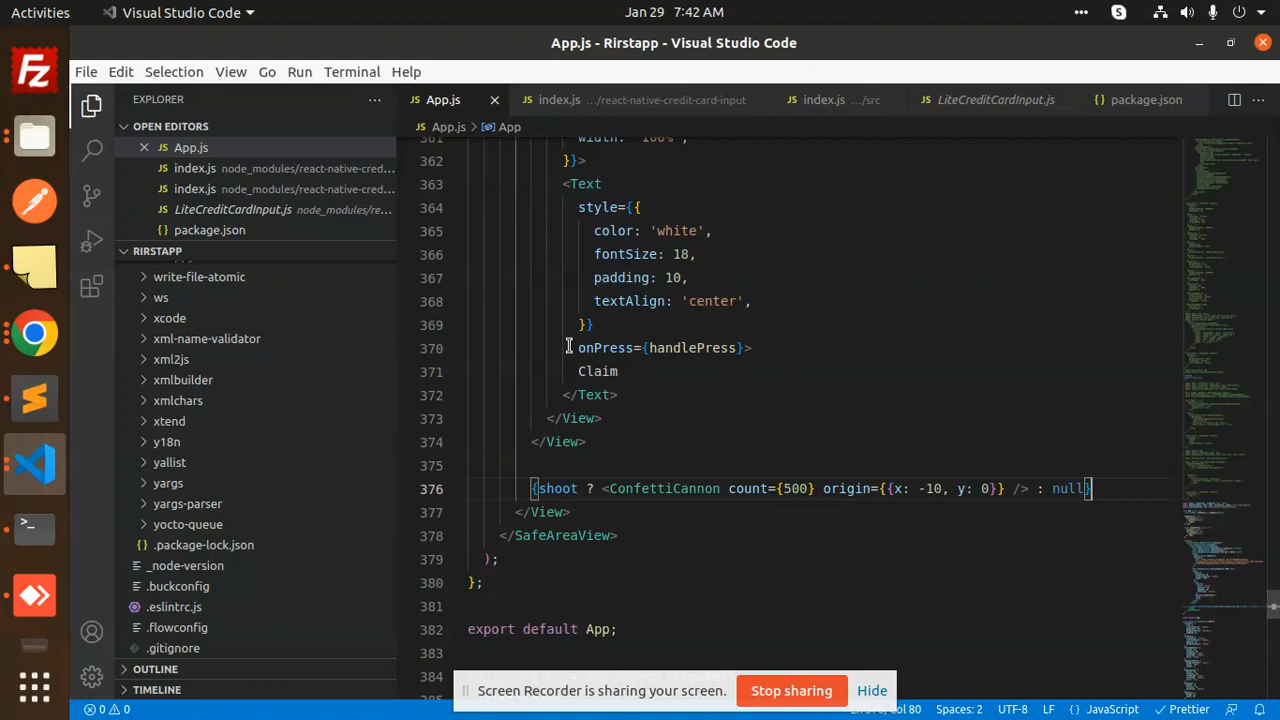 Activities
Visual Studio Code
Jan 29 7:42 AM
App.js - Rirstapp - Visual Studio Code
File Edit Selection View Go Run Terminal Help
EXPLORER
App.js
index.js .../react-native-credit-card-input
index.js .../src
LiteCreditCardInput.js
package.json
OPEN EDITORS
App.js
index.js node_modules/react-native-cred...
index.js node_modules/react-native-cred...
LiteCreditCardInput.js node_modules/re...
package.json
RIRSTAPP
write-file-atomic
ws
xcode
xml-name-validator
xml2js
xmlbuilder
xmlchars
xtend
y18n
yallist
yargs
yargs-parser
yocto-queue
.package-lock.json
_node-version
.buckconfig
.eslintrc.js
.flowconfig
.gitignore
OUTLINE
TIMELINE
App.js > App
361 width: '100%',
362 }}>
363 <Text
364 style={{
365 color: 'white',
366 fontSize: 18,
367 padding: 10,
368 textAlign: 'center',
369 }}
370 onPress={handlePress}>
371 Claim
372 </Text>
373 </View>
374 </View>
375
376 {shoot ? <ConfettiCannon count={500} origin={{x: -10, y: 0}} /> : null}
377 </View>
378 </SafeAreaView>
379 );
380 };
381
382 export default App;
383
384
Screen Recorder is sharing your screen.
Stop sharing
Hide
0 0
Col 80
Spaces: 2
UTF-8
LF
{ } JavaScript
Prettier